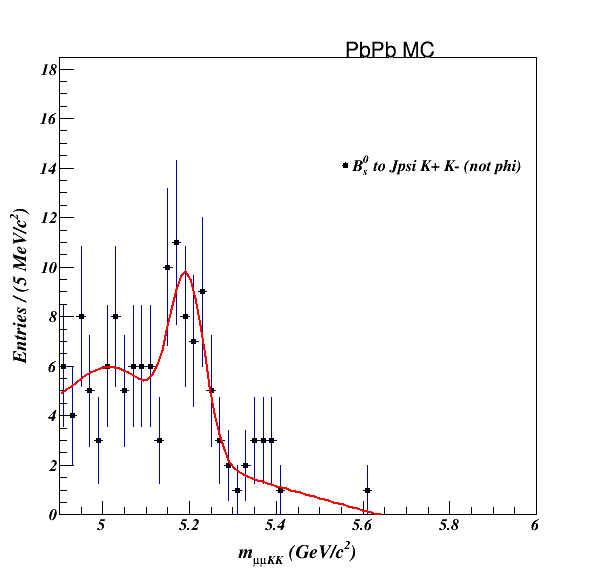 PbPb MC
18
16
14
12
10
8
6
4
2
0
Entries / (5 MeV/c²)
B⁰ₛ to Jpsi K+ K- (not phi)
5 5.2 5.4 5.6 5.8 6
m_μμKK (GeV/c²)